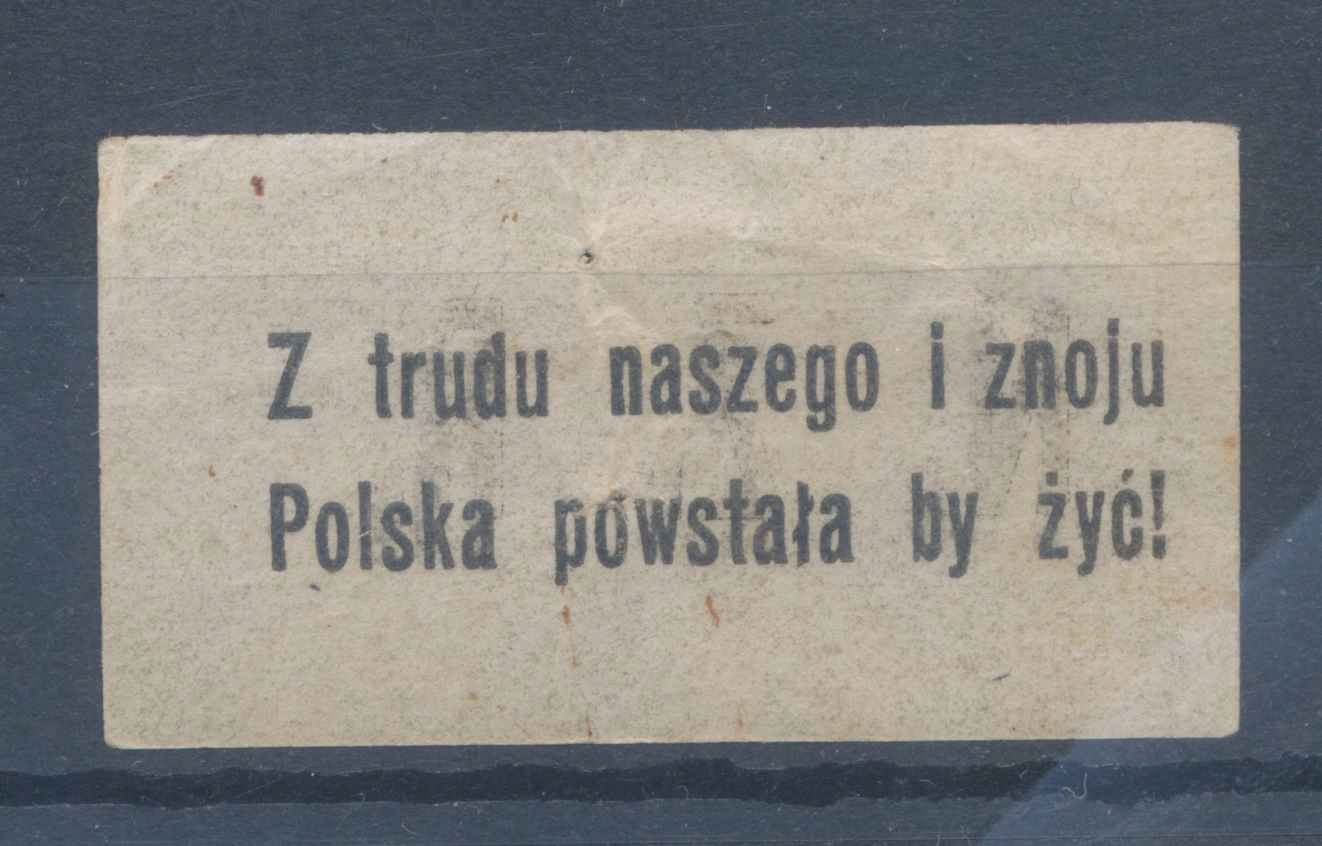 Z trudu naszego i znoju
Polska powstała by żyć!